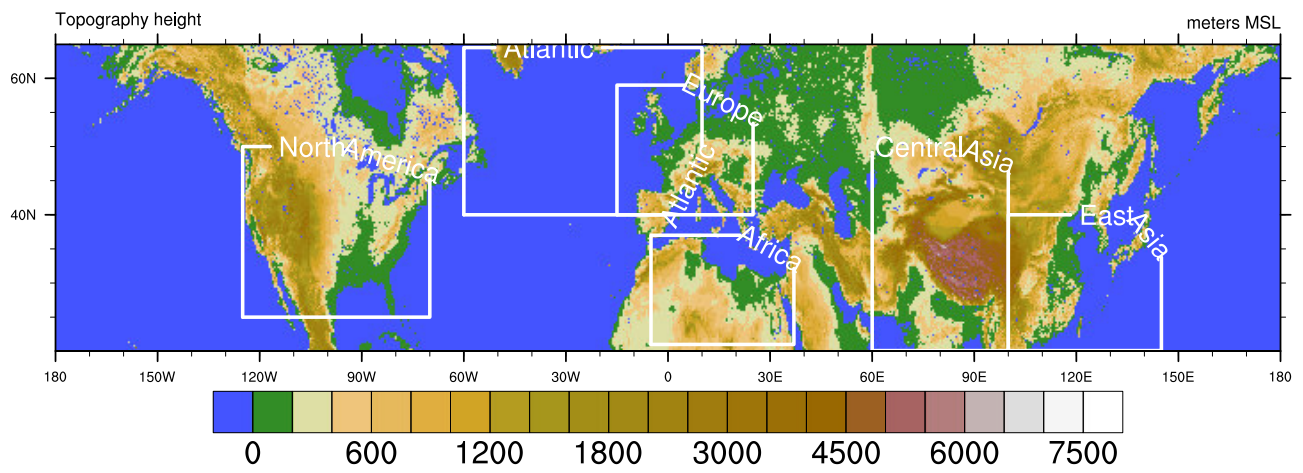 Topography height
meters MSL
Atlantic
60N
Europe
NorthAmerica
CentralAsia
Atlantic
40N
EastAsia
Africa
180 150W 120W 90W 60W 30W 0 30E 60E 90E 120E 150E 180
0 600 1200 1800 3000 4500 6000 7500